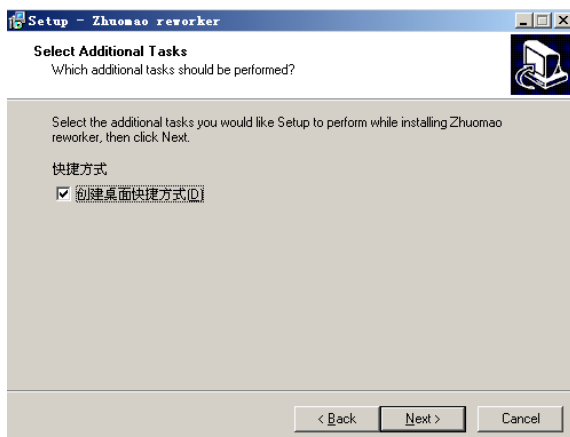 Setup - Zhuomao reworker
Select Additional Tasks
Which additional tasks should be performed?
Select the additional tasks you would like Setup to perform while installing Zhuomao
reworker, then click Next.
快捷方式
创建桌面快捷方式(D)
< Back Next > Cancel